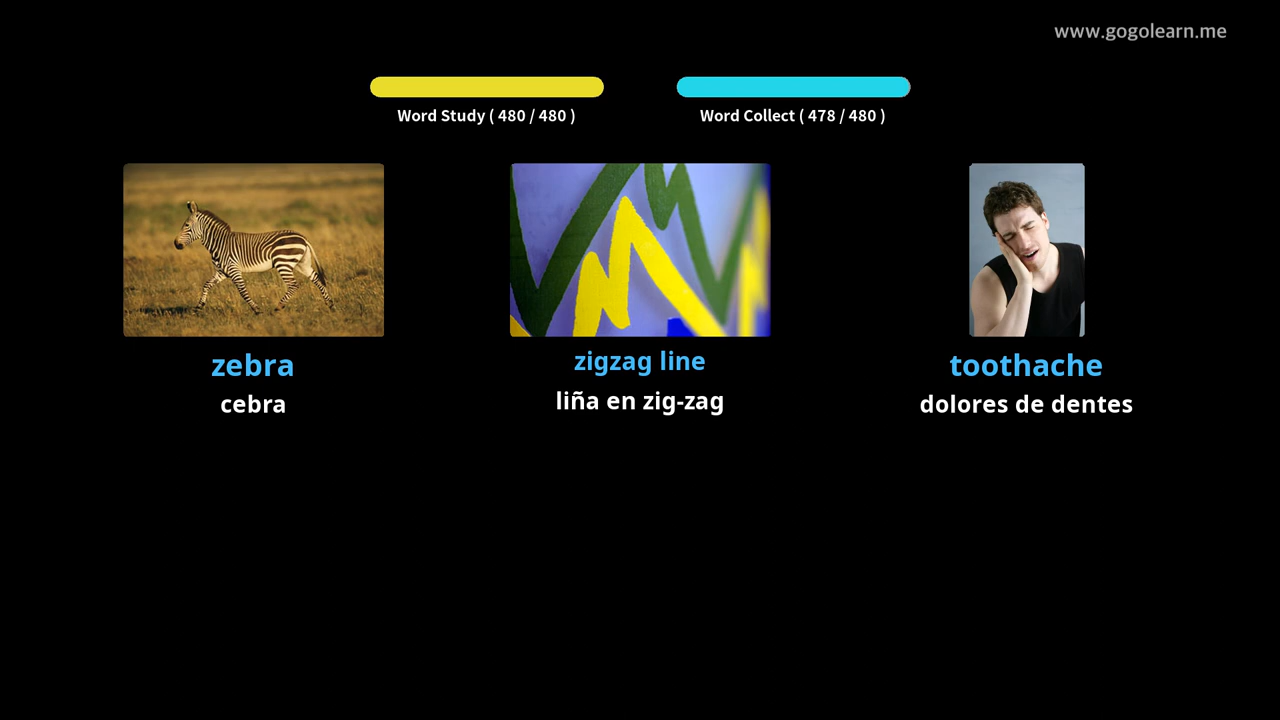 www.gogolearn.me
Word Study ( 480 / 480 )
Word Collect ( 478 / 480 )
zebra
cebra
zigzag line
liña en zig-zag
toothache
dolores de dentes